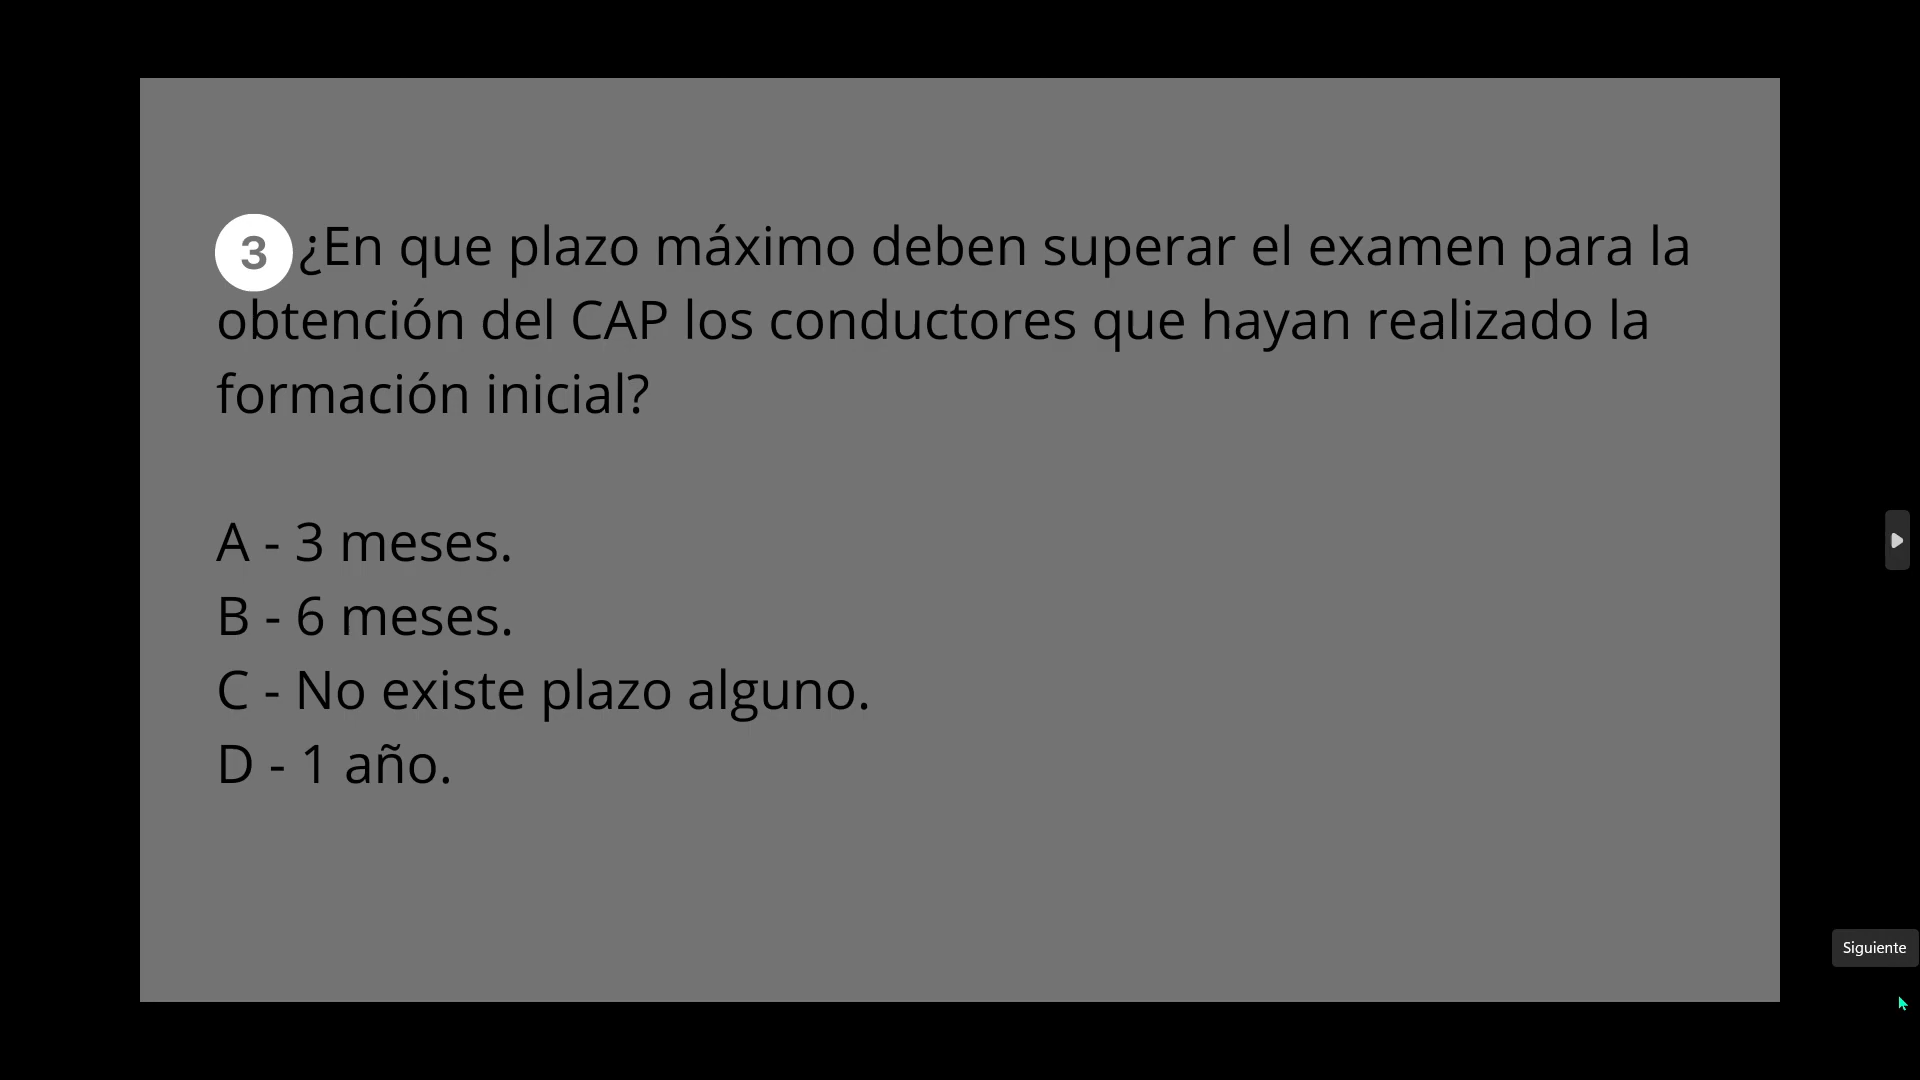 3 ¿En que plazo máximo deben superar el examen para la
obtención del CAP los conductores que hayan realizado la
formación inicial?
A - 3 meses.
B - 6 meses.
C - No existe plazo alguno.
D - 1 año.
Siguiente